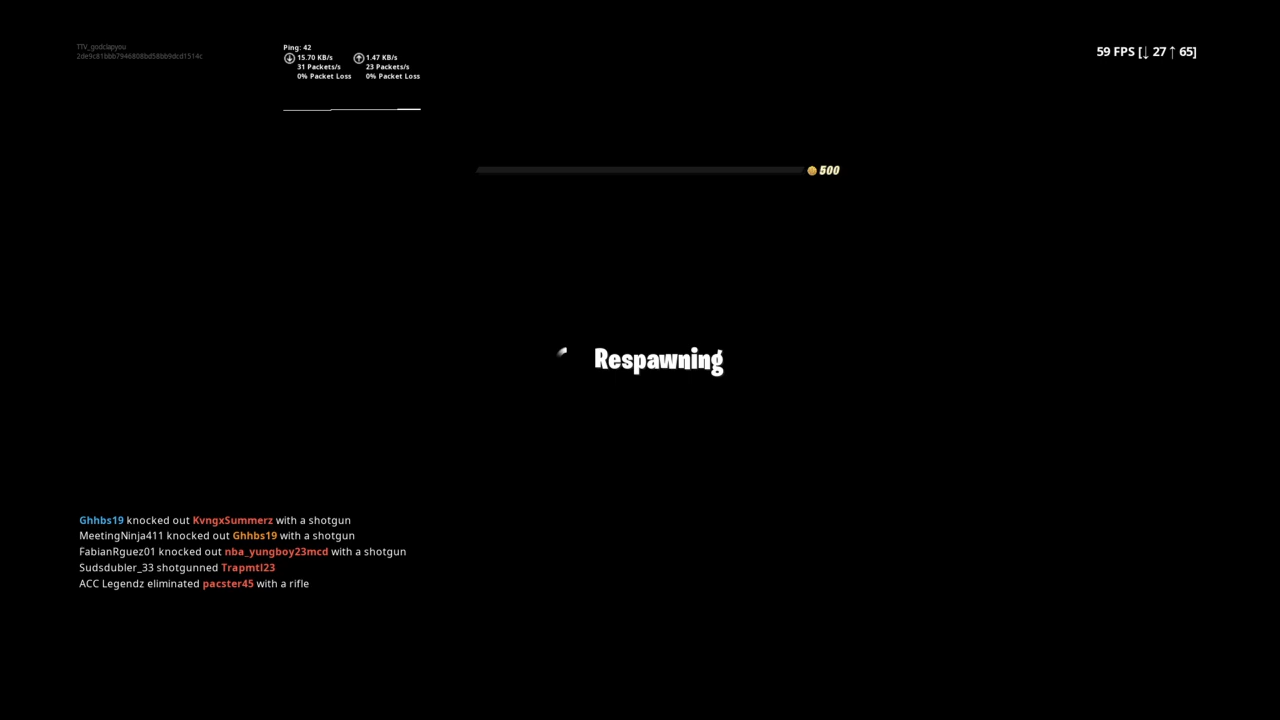 TTV_godclapyou
Ping: 42
15.70 KB/s 1.47 KB/s
31 Packets/s 23 Packets/s
0% Packet Loss 0% Packet Loss
59 FPS [↓ 27 ↑ 65]
500
Respawning
Ghhbs19 knocked out KvngxSummerz with a shotgun
MeetingNinja411 knocked out Ghhbs19 with a shotgun
FabianRguez01 knocked out nba_yungboy23mcd with a shotgun
Sudsdubler_33 shotgunned Trapmtl23
ACC Legendz eliminated pacster45 with a rifle